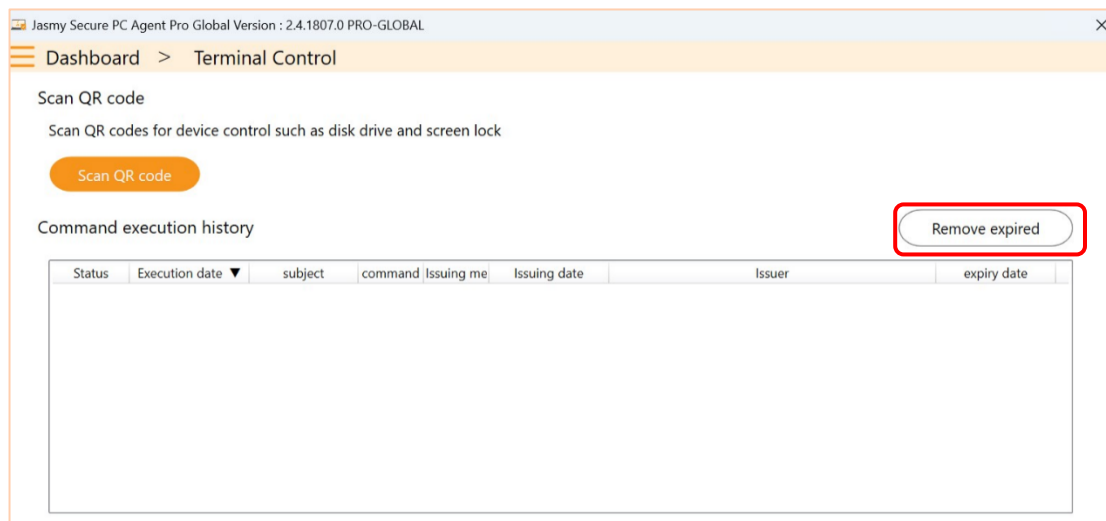 Jasmy Secure PC Agent Pro Global Version : 2.4.1807.0 PRO-GLOBAL
Dashboard > Terminal Control
Scan QR code
Scan QR codes for device control such as disk drive and screen lock
Scan QR code
Command execution history
Remove expired
Status Execution date ▼ subject command Issuing me Issuing date Issuer expiry date